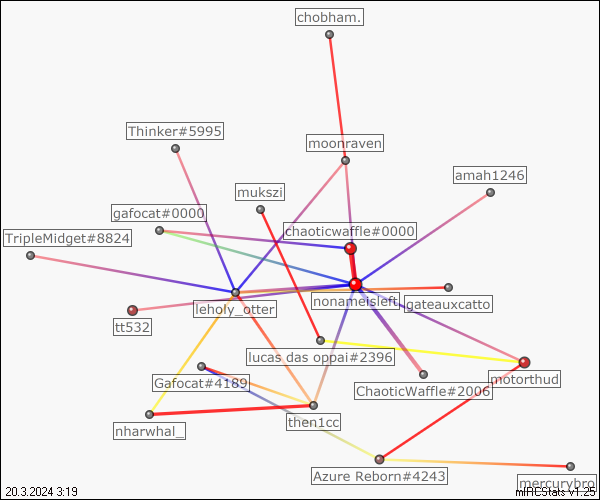 chobham.
Thinker#5995
moonraven
amah1246
mukszi
gafocat#0000
chaoticwaffle#0000
TripleMidget#8824
nonameisleft
gateauxcatto
leholy_otter
tt532
lucas das oppai#2396
motorthud
Gafocat#4189
ChaoticWaffle#2006
then1cc
nharwhal_
Azure Reborn#4243
mercurybro
20.3.2024 3:19
mIRCStats v1.25